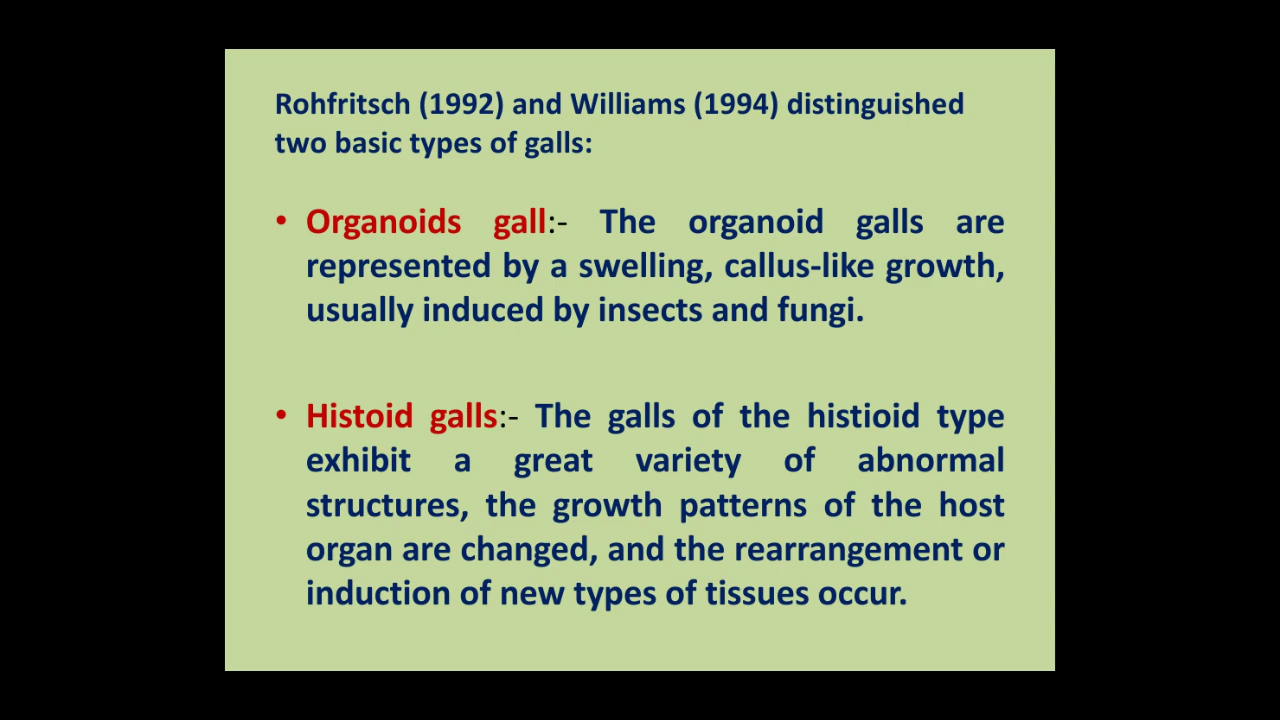 Rohfritsch (1992) and Williams (1994) distinguished
two basic types of galls:
• Organoids gall:- The organoid galls are
represented by a swelling, callus-like growth,
usually induced by insects and fungi.
• Histoid galls:- The galls of the histioid type
exhibit a great variety of abnormal
structures, the growth patterns of the host
organ are changed, and the rearrangement or
induction of new types of tissues occur.